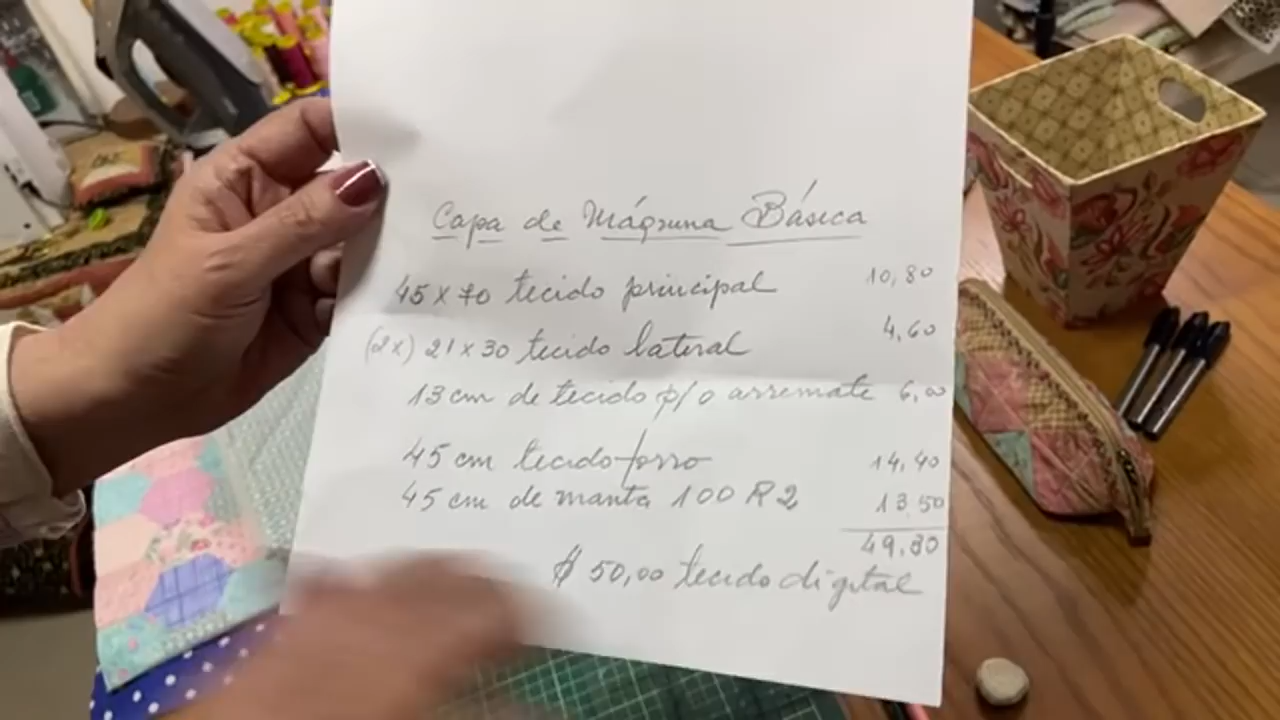 Capa de Máquina Básica
45 x 70 tecido principal 10,80
(2x) 21 x 30 tecido lateral 4,60
13 cm de tecido p/o arremate 6,00
45 cm tecido forro 14,40
45 cm de manta 100 R2 13,50
49,30
$ 50,00 tecido digital